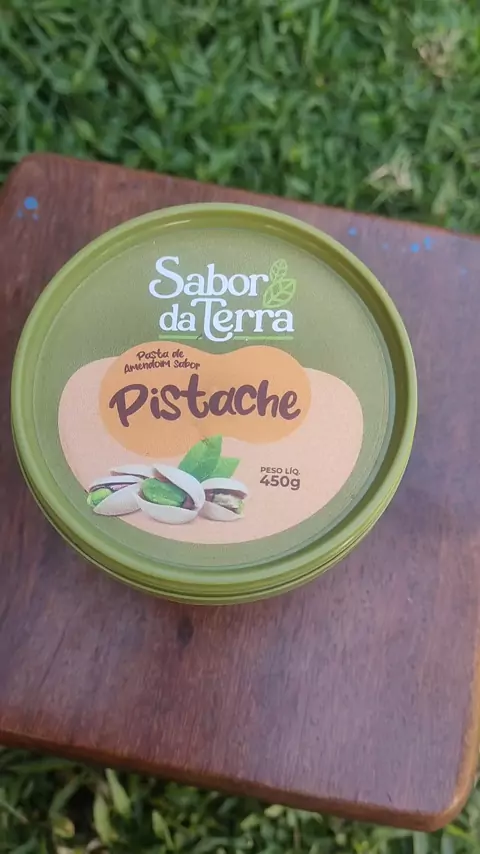 Sabor
da Terra
Pasta de
Amendoim Sabor
Pistache
PESO LÍQ.
450g